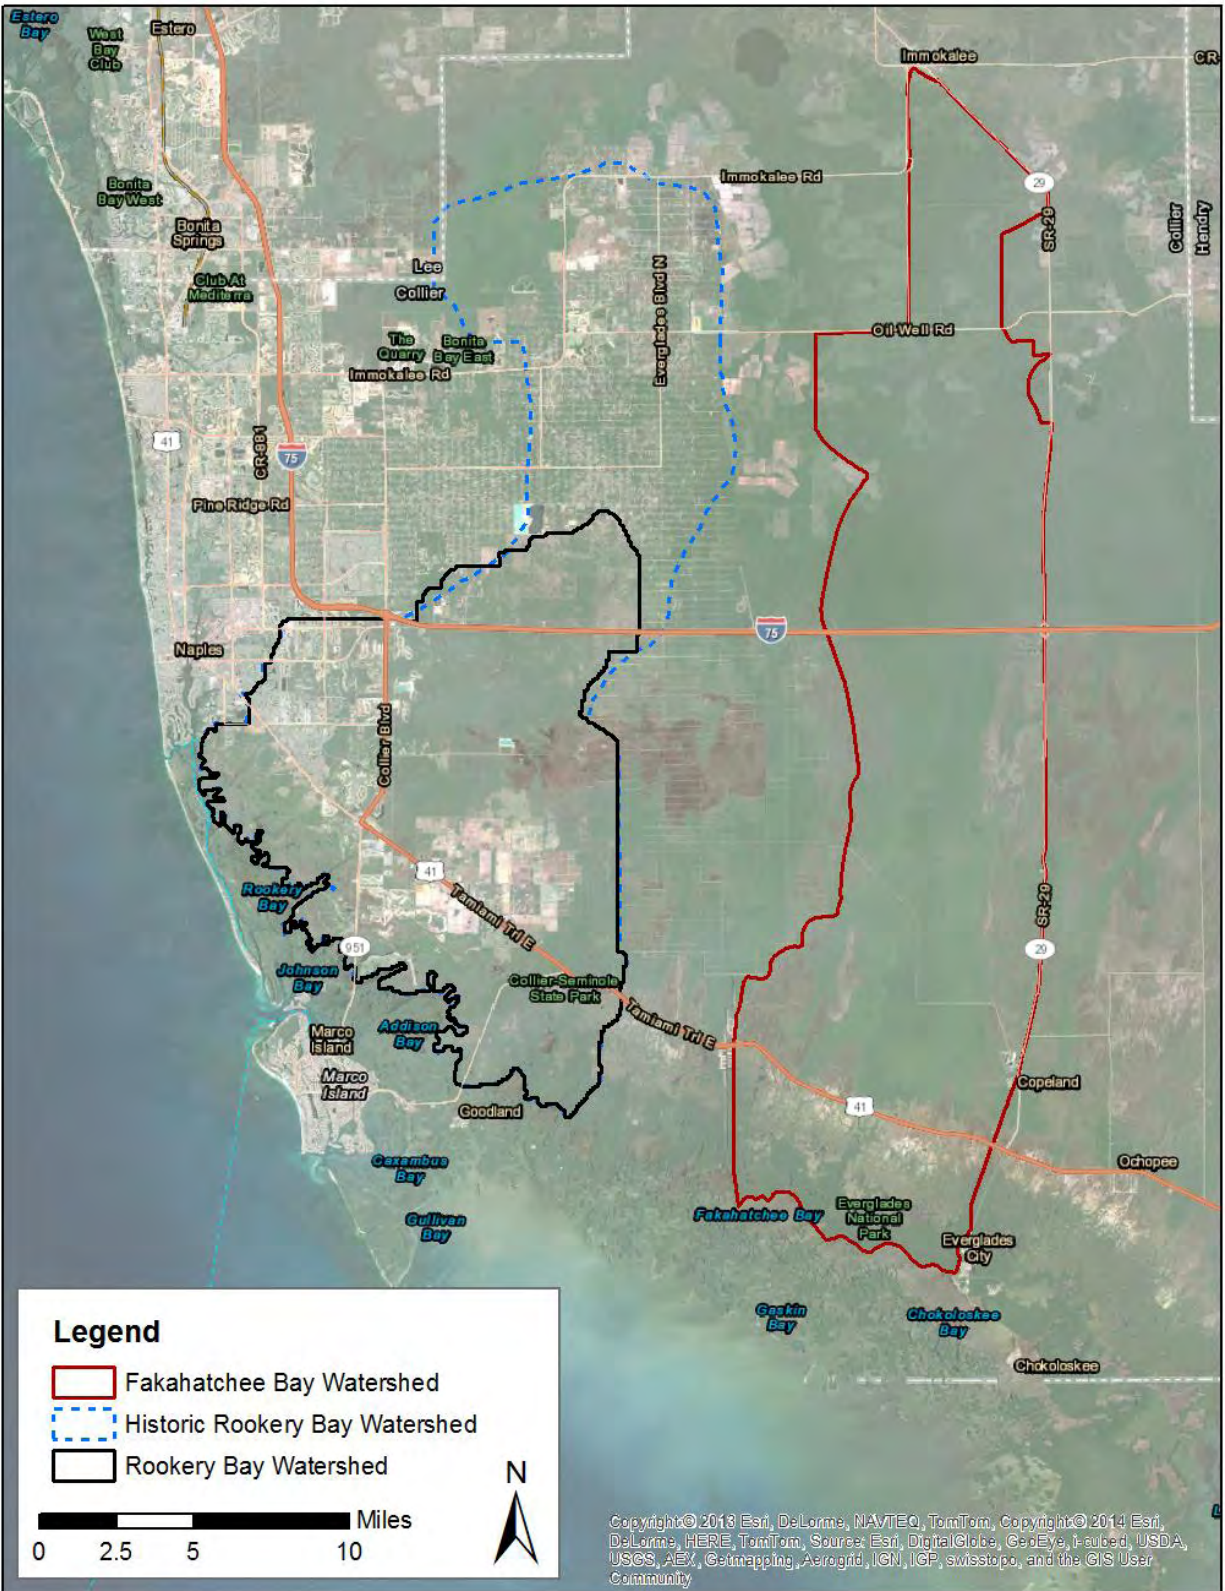 Estero
Bay
West
Bay
Club
Estero
Immokalee
CR
Bonita
Bay West
Immokalee Rd
29
SR-29
Collier
Hendry
Bonita
Springs
Lee
Collier
Club At
Mediterra
Everglades Blvd N
Oil Well Rd
The
Quarry
Bonita
Bay East
Immokalee Rd
41
CR-881
75
Pine Ridge Rd
75
Naples
Collier Blvd
41
Tamiami Trl E
SR-29
29
Rookery
Bay
951
Johnson
Bay
Collier-Seminole
State Park
Tamiami Trl E
Addison
Bay
Marco
Island
Marco
Island
Goodland
Copeland
41
Ochopee
Caxambus
Bay
Gullivan
Bay
Fakahatchee Bay
Everglades
National
Park
Everglades
City
Gaskin
Bay
Chokoloskee
Bay
Chokoloskee
Legend
Fakahatchee Bay Watershed
Historic Rookery Bay Watershed
Rookery Bay Watershed
N
Miles
0 2.5 5 10
Copyright:© 2013 Esri, DeLorme, NAVTEQ, TomTom, Copyright:© 2014 Esri,
DeLorme, HERE, TomTom, Source: Esri, DigitalGlobe, GeoEye, i-cubed, USDA,
USGS, AEX, Getmapping, Aerogrid, IGN, IGP, swisstopo, and the GIS User
Community